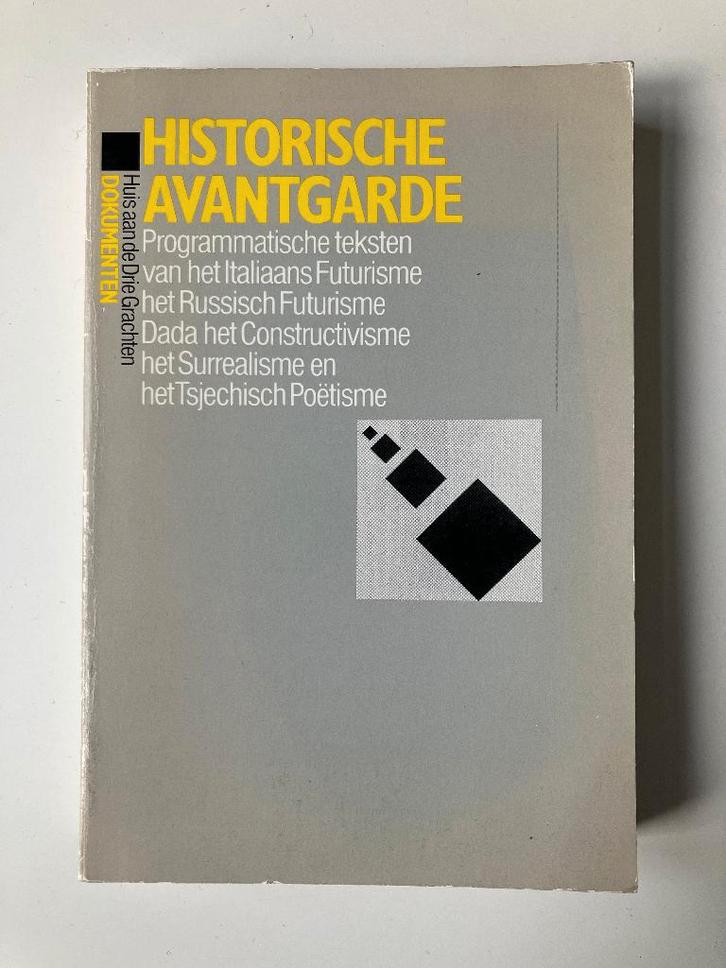 HISTORISCHE
AVANTGARDE
Programmatische teksten
van het Italiaans Futurisme
het Russisch Futurisme
Dada het Constructivisme
het Surrealisme en
het Tsjechisch Poëtisme
Huis aan de Drie Grachten
DOKUMENTEN